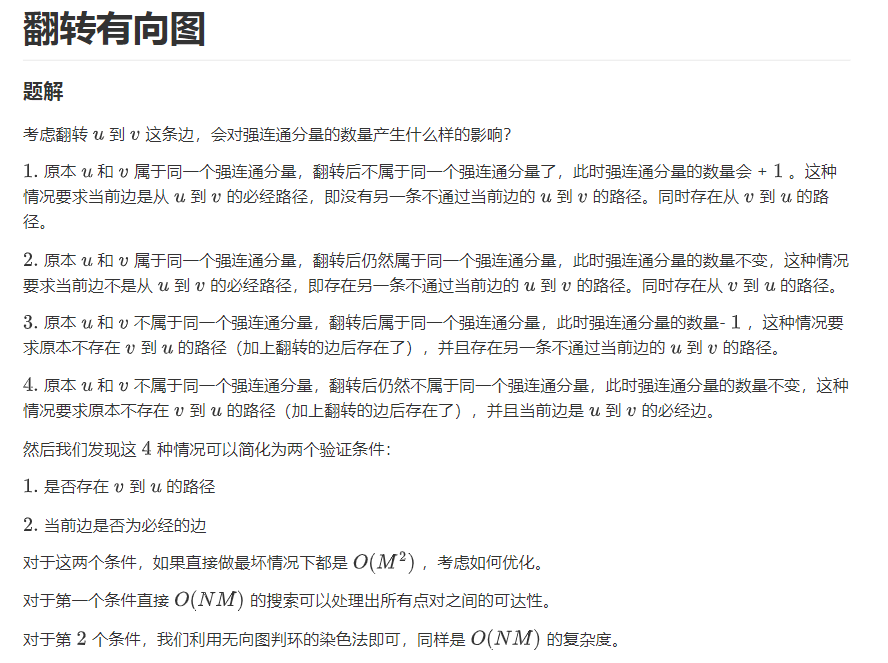 翻转有向图
题解
考虑翻转 u 到 v 这条边，会对强连通分量的数量产生什么样的影响？
1. 原本 u 和 v 属于同一个强连通分量，翻转后不属于同一个强连通分量了，此时强连通分量的数量会 + 1 。这种
情况要求当前边是从 u 到 v 的必经路径，即没有另一条不通过当前边的 u 到 v 的路径。同时存在从 v 到 u 的路
径。
2. 原本 u 和 v 属于同一个强连通分量，翻转后仍然属于同一个强连通分量，此时强连通分量的数量不变，这种情况
要求当前边不是从 u 到 v 的必经路径，即存在另一条不通过当前边的 u 到 v 的路径。同时存在从 v 到 u 的路径。
3. 原本 u 和 v 不属于同一个强连通分量，翻转后属于同一个强连通分量，此时强连通分量的数量- 1 ，这种情况要
求原本不存在 v 到 u 的路径（加上翻转的边后存在了），并且存在另一条不通过当前边的 u 到 v 的路径。
4. 原本 u 和 v 不属于同一个强连通分量，翻转后仍然不属于同一个强连通分量，此时强连通分量的数量不变，这种
情况要求原本不存在 v 到 u 的路径（加上翻转的边后存在了），并且当前边是 u 到 v 的必经边。
然后我们发现这 4 种情况可以简化为两个验证条件：
1. 是否存在 v 到 u 的路径
2. 当前边是否为必经的边
对于这两个条件，如果直接做最坏情况下都是 O(M²) ，考虑如何优化。
对于第一个条件直接 O(NM) 的搜索可以处理出所有点对之间的可达性。
对于第 2 个条件，我们利用无向图判环的染色法即可，同样是 O(NM) 的复杂度。